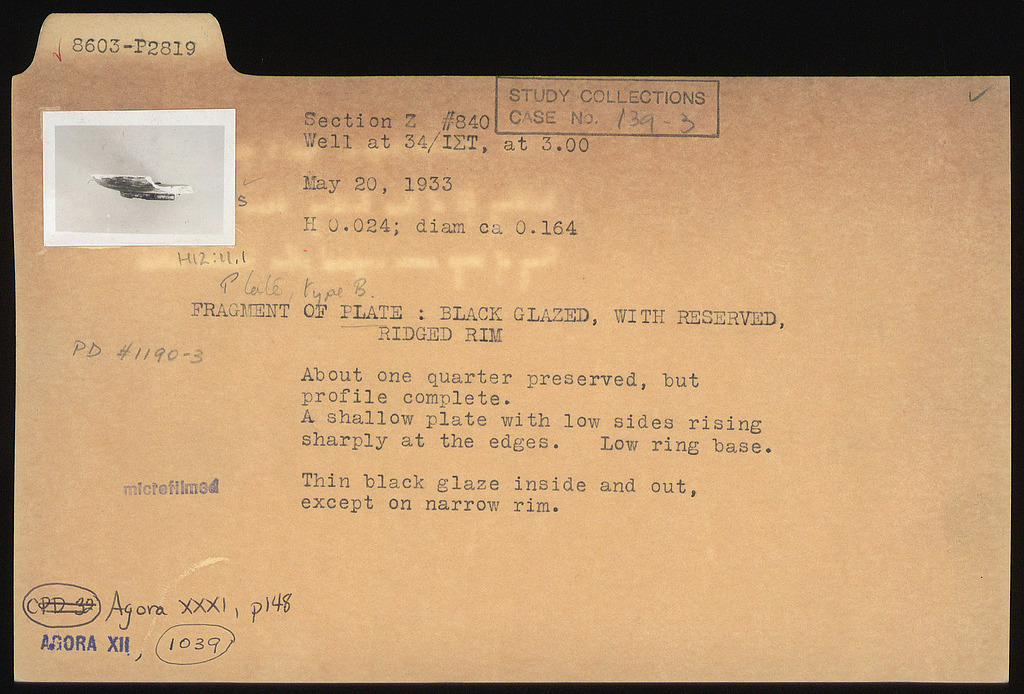 8603-P2819
STUDY COLLECTIONS
CASE No. 139-3
Section Z #840
Well at 34/ΙΣΤ, at 3.00
May 20, 1933
S
H 0.024; diam ca 0.164
H12:11.1
Plate, type B.
FRAGMENT OF PLATE : BLACK GLAZED, WITH RESERVED,
RIDGED RIM
PD #1190-3
About one quarter preserved, but
profile complete.
A shallow plate with low sides rising
sharply at the edges. Low ring base.
microfilmed
Thin black glaze inside and out,
except on narrow rim.
CPD 39 Agora XXXI, p148
AGORA XII, 1039